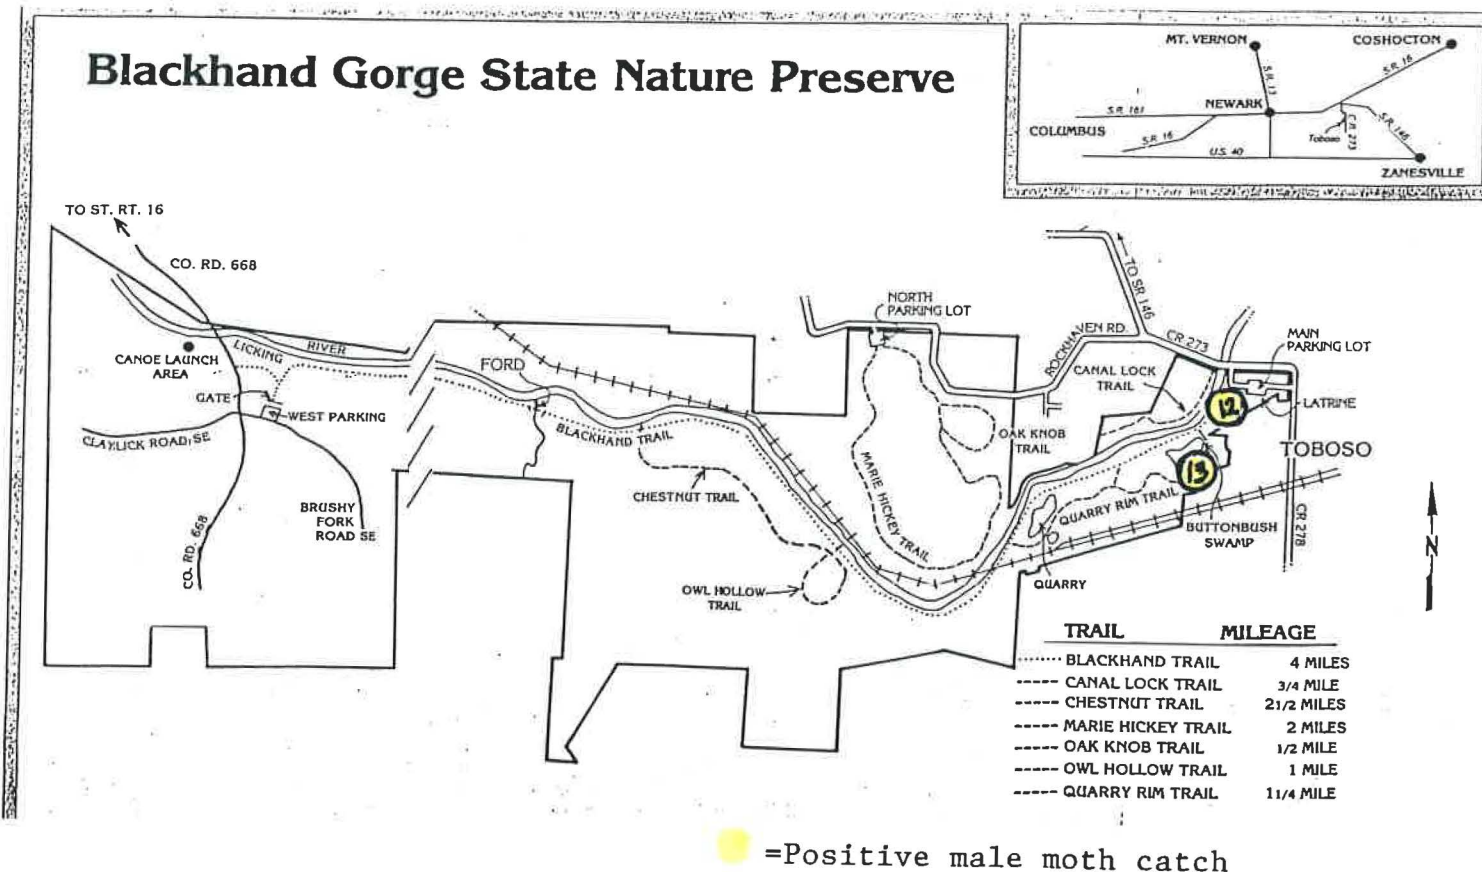 Blackhand Gorge State Nature Preserve
MT. VERNON
COSHOCTON
S.R. 13
S.R. 16
NEWARK
S.R. 161
COLUMBUS
S.R. 16
Toboso
C.R. 273
S.R. 146
U.S. 40
ZANESVILLE
TO ST. RT. 16
CO. RD. 668
NORTH
PARKING LOT
TO SR 146
ROCKHAVEN RD.
CR 273
MAIN
PARKING LOT
LICKING
RIVER
CANOE LAUNCH
AREA
FORD
CANAL LOCK
TRAIL
GATE
WEST PARKING
12
LATRINE
CLAYLICK ROAD SE
BLACKHAND TRAIL
OAK KNOB
TRAIL
TOBOSO
MARIE HICKEY TRAIL
13
CHESTNUT TRAIL
QUARRY RIM TRAIL
BRUSHY
FORK
ROAD SE
CO. RD. 668
BUTTONBUSH
SWAMP
CR 278
N
OWL HOLLOW
TRAIL
QUARRY
TRAIL MILEAGE
BLACKHAND TRAIL 4 MILES
CANAL LOCK TRAIL 3/4 MILE
CHESTNUT TRAIL 2 1/2 MILES
MARIE HICKEY TRAIL 2 MILES
OAK KNOB TRAIL 1/2 MILE
OWL HOLLOW TRAIL 1 MILE
QUARRY RIM TRAIL 1 1/4 MILE
=Positive male moth catch